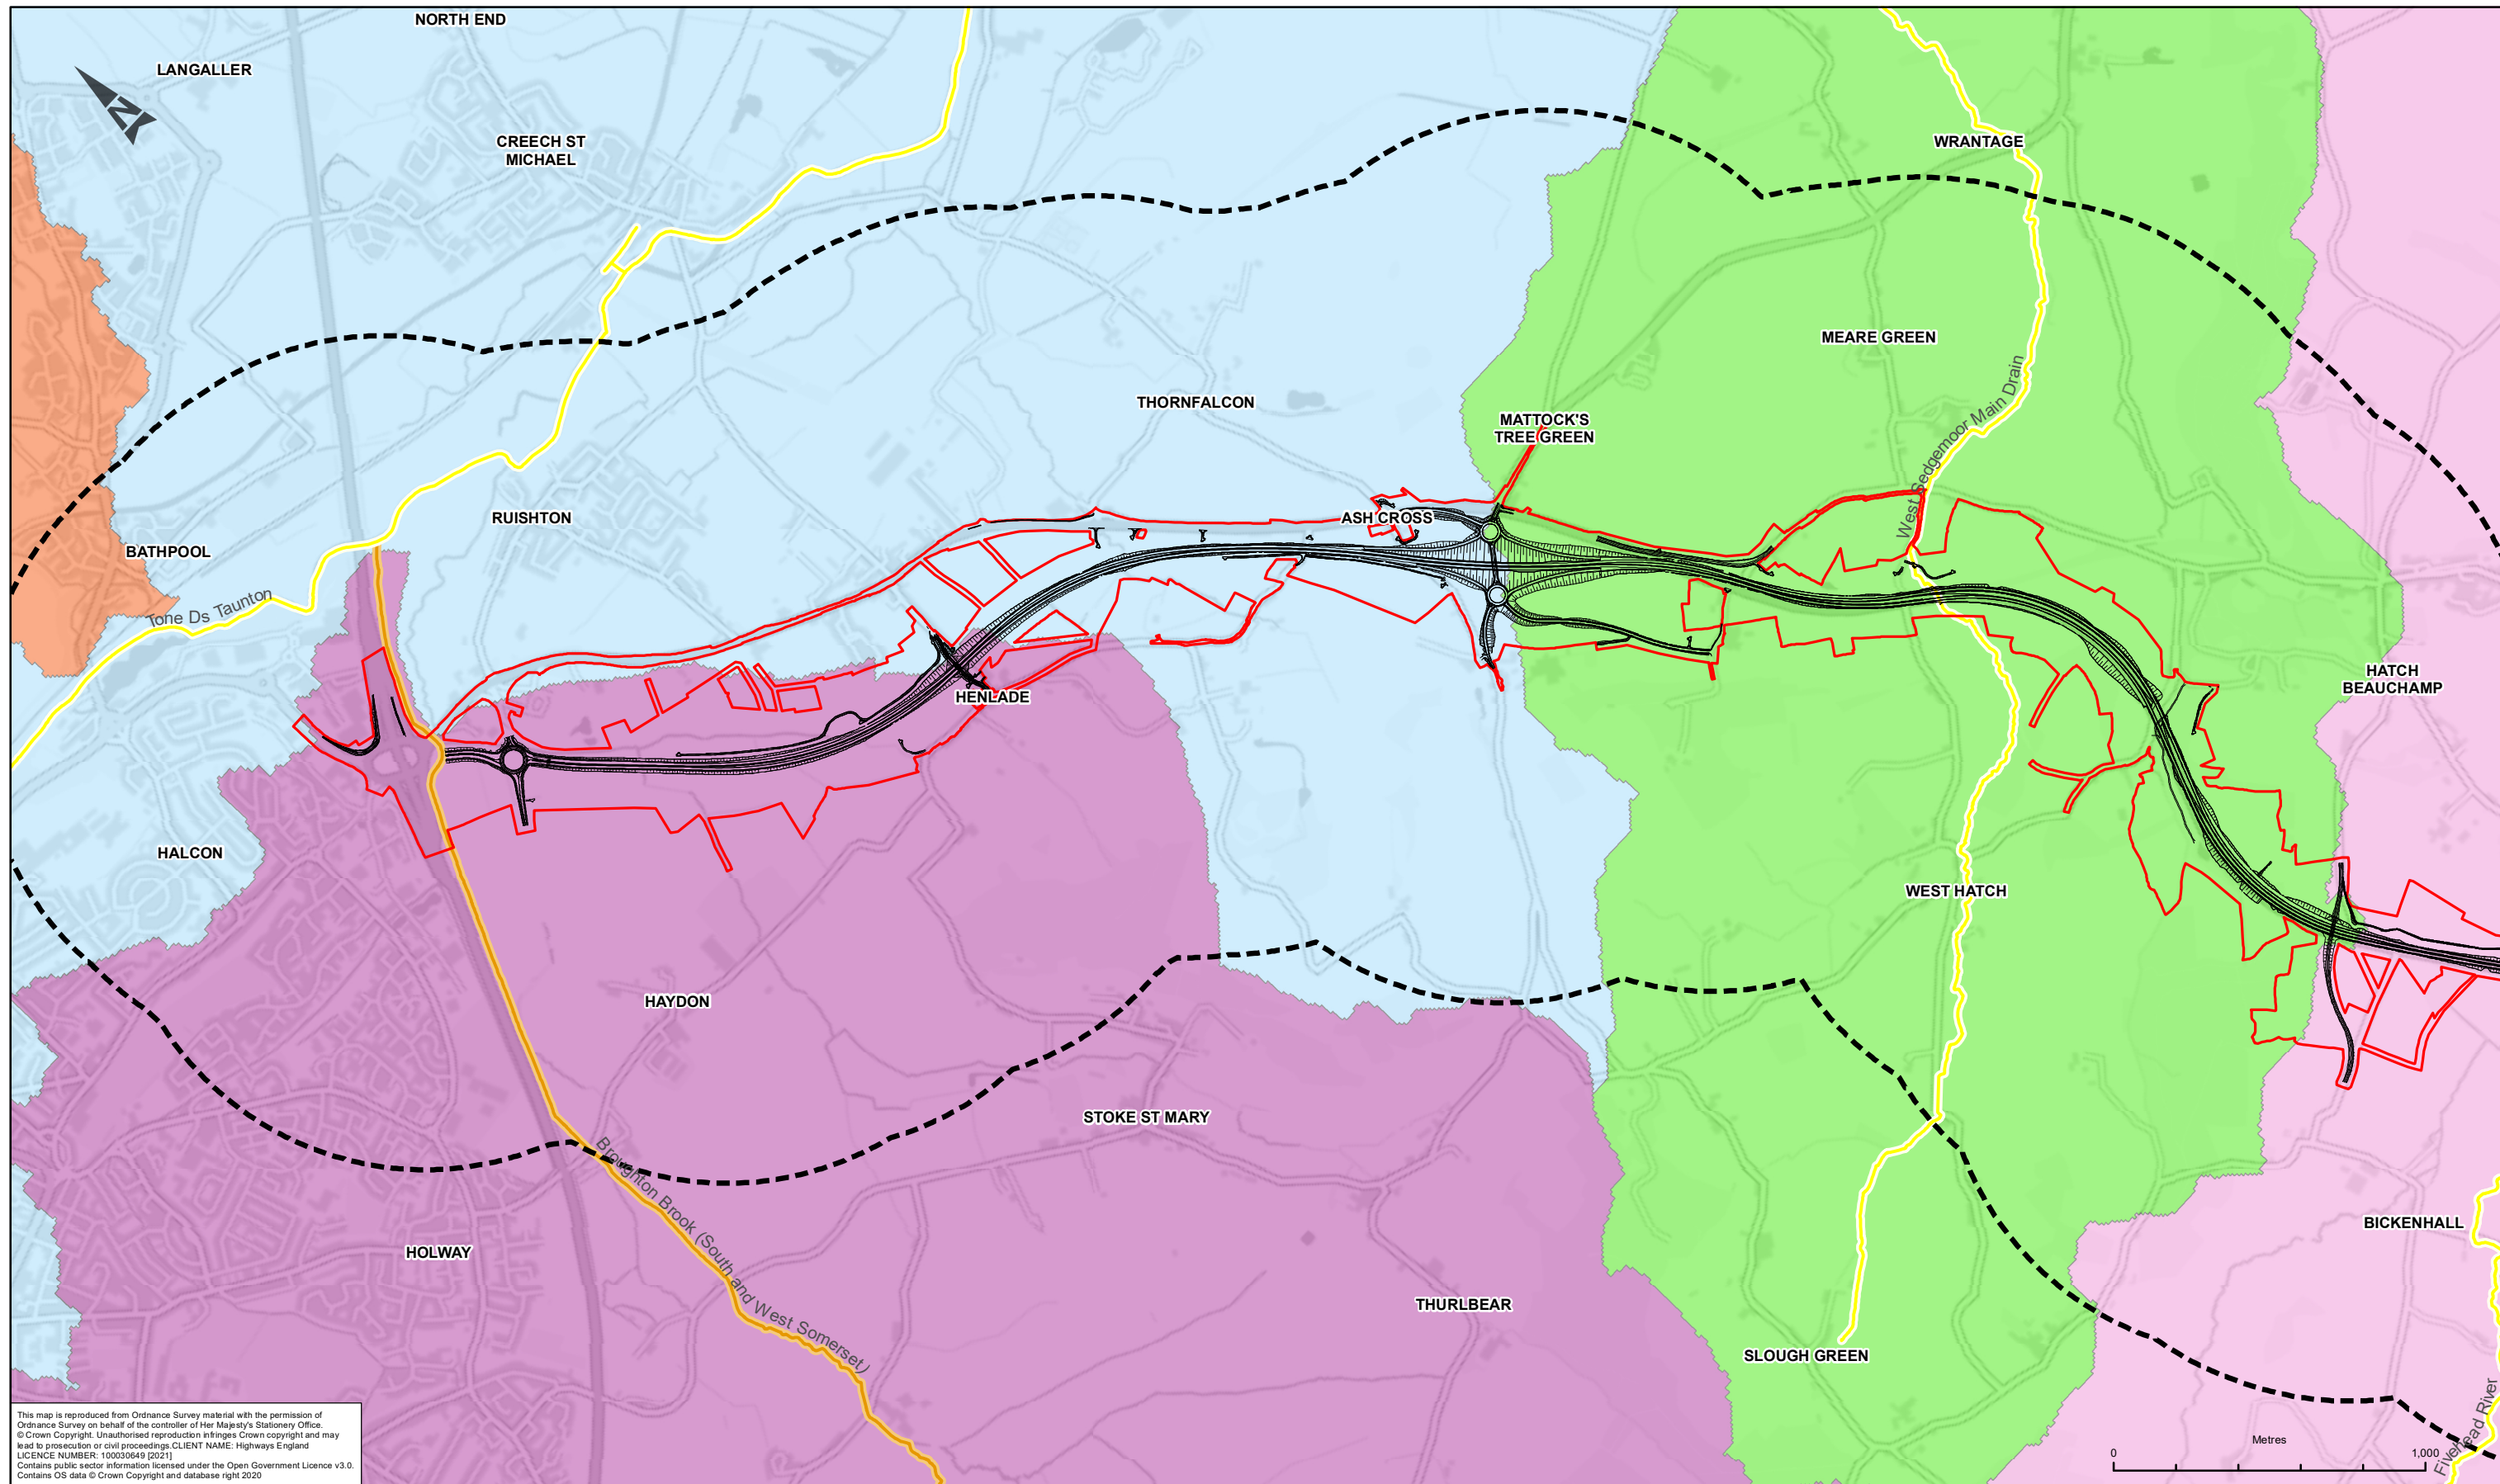 NORTH END
LANGALLER
N
CREECH ST
MICHAEL
WRANTAGE
MEARE GREEN
THORNFALCON
MATTOCK'S
TREE GREEN
West Sedgemoor Main Drain
RUISHTON
ASH CROSS
BATHPOOL
Tone Ds Taunton
HATCH
BEAUCHAMP
HENLADE
HALCON
WEST HATCH
HAYDON
STOKE ST MARY
Broughton Brook (South and West Somerset)
BICKENHALL
HOLWAY
THURLBEAR
SLOUGH GREEN
Fivehead River
This map is reproduced from Ordnance Survey material with the permission of
Ordnance Survey on behalf of the controller of Her Majesty's Stationery Office.
© Crown Copyright. Unauthorised reproduction infringes Crown copyright and may
lead to prosecution or civil proceedings.CLIENT NAME: Highways England
LICENCE NUMBER: 100030649 [2021]
Contains public sector information licensed under the Open Government Licence v3.0.
Contains OS data © Crown Copyright and database right 2020
Metres
0 1,000